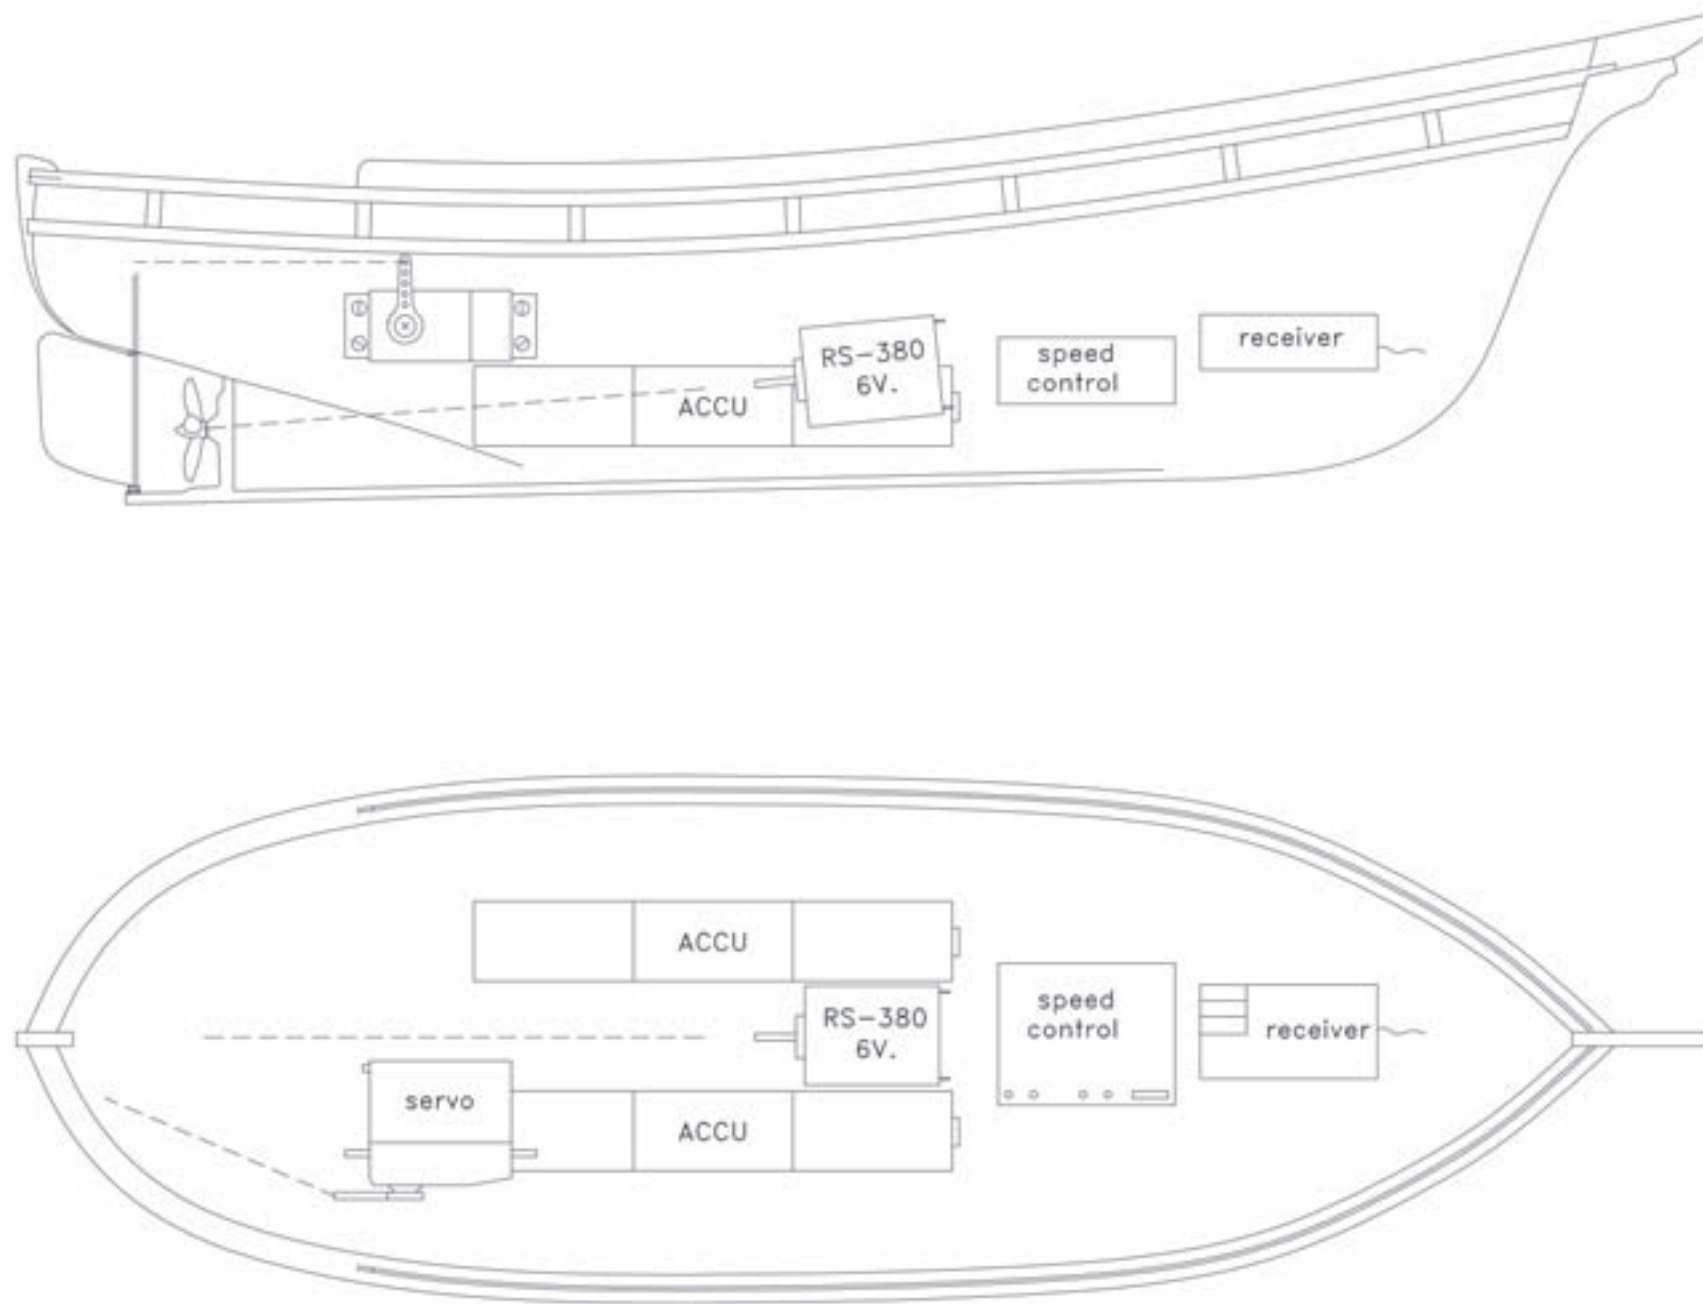 receiver
speed
control
RS-380
6V.
ACCU
ACCU
speed
control
RS-380
6V.
receiver
servo
ACCU